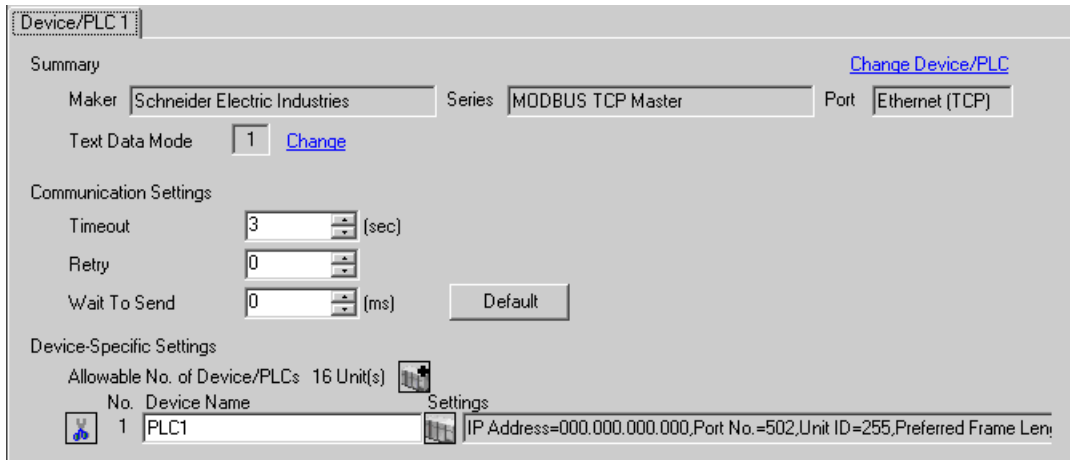 Device/PLC 1
Summary Change Device/PLC
Maker Schneider Electric Industries Series MODBUS TCP Master Port Ethernet (TCP)
Text Data Mode 1 Change
Communication Settings
Timeout 3 (sec)
Retry 0
Wait To Send 0 (ms) Default
Device-Specific Settings
Allowable No. of Device/PLCs 16 Unit(s)
No. Device Name Settings
1 PLC1 IP Address=000.000.000.000,Port No.=502,Unit ID=255,Preferred Frame Len